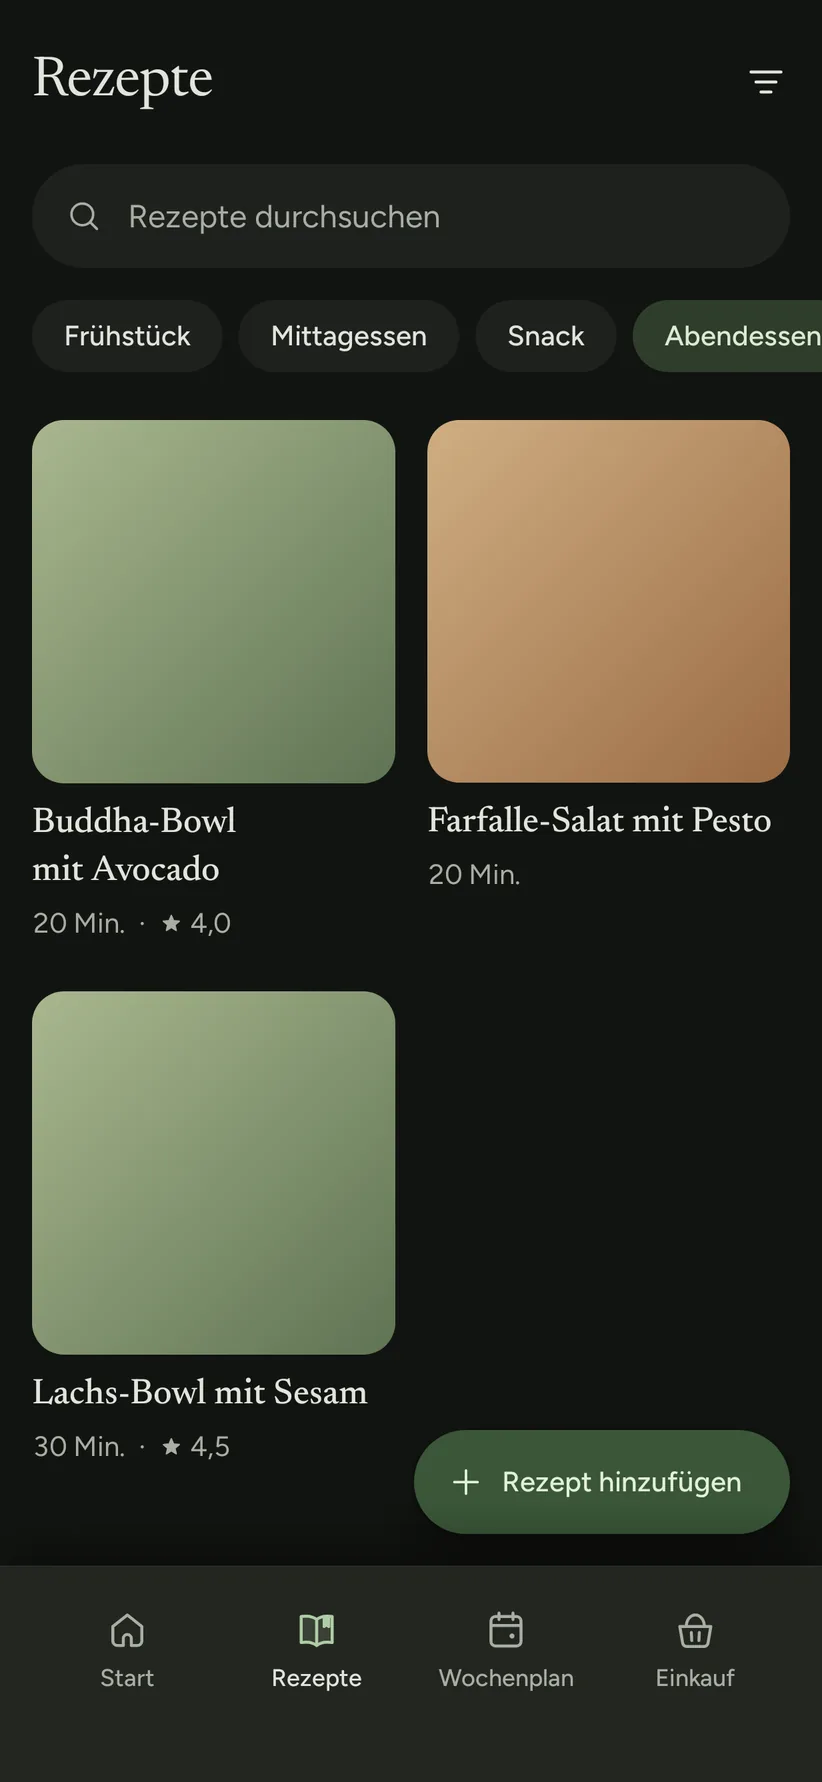 Rezepte
Rezepte durchsuchen
Frühstück
Mittagessen
Snack
Abendessen
Buddha-Bowl
mit Avocado
20 Min. · ★ 4,0
Farfalle-Salat mit Pesto
20 Min.
Lachs-Bowl mit Sesam
30 Min. · ★ 4,5
Rezept hinzufügen
Start
Rezepte
Wochenplan
Einkauf